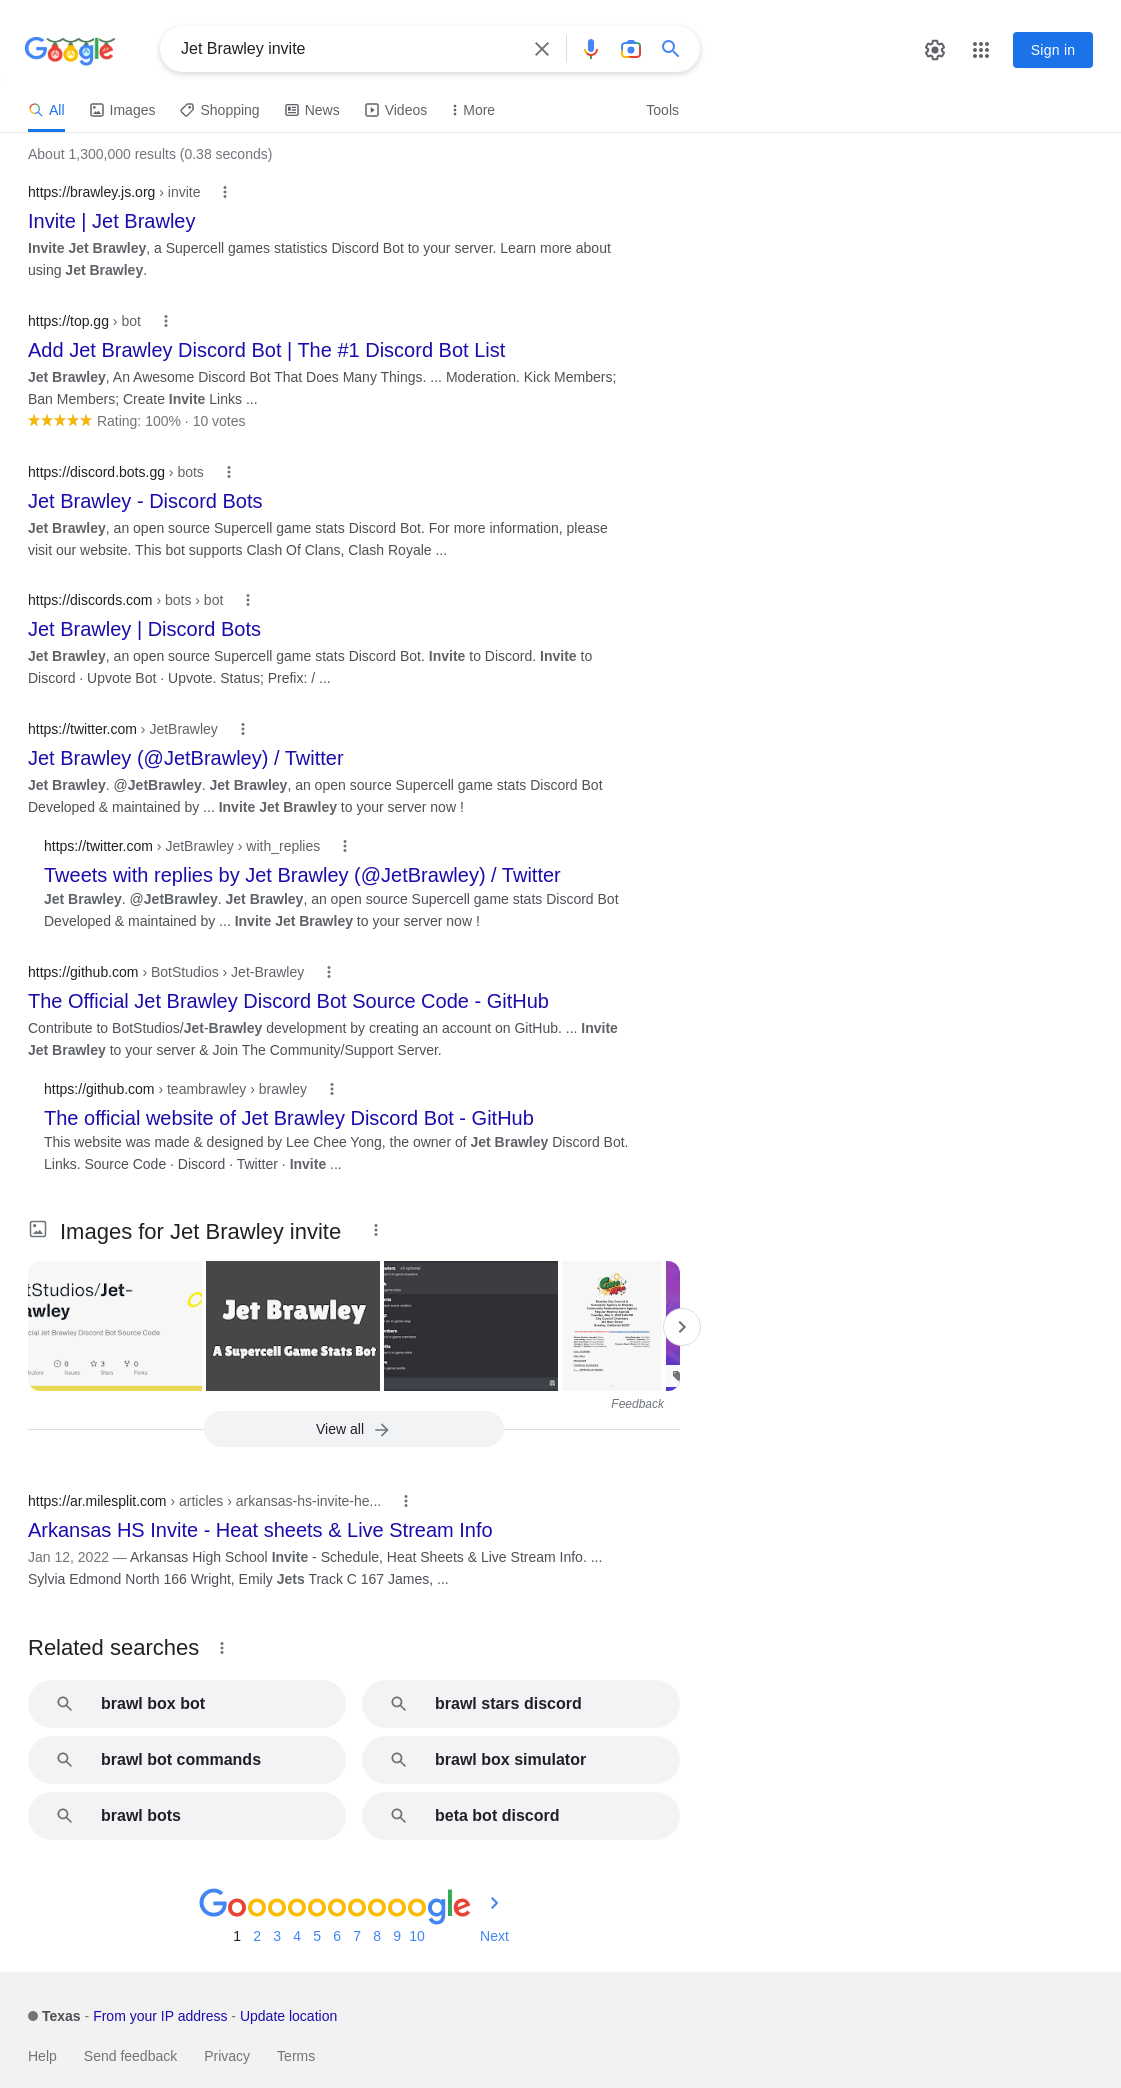 Google
Jet Brawley invite
Sign in
All
Images
Shopping
News
Videos
More
Tools
About 1,300,000 results (0.38 seconds)
https://brawley.js.org › invite
Invite | Jet Brawley
Invite Jet Brawley, a Supercell games statistics Discord Bot to your server. Learn more about
using Jet Brawley.
https://top.gg › bot
Add Jet Brawley Discord Bot | The #1 Discord Bot List
Jet Brawley, An Awesome Discord Bot That Does Many Things. ... Moderation. Kick Members;
Ban Members; Create Invite Links ...
Rating: 100% · 10 votes
https://discord.bots.gg › bots
Jet Brawley - Discord Bots
Jet Brawley, an open source Supercell game stats Discord Bot. For more information, please
visit our website. This bot supports Clash Of Clans, Clash Royale ...
https://discords.com › bots › bot
Jet Brawley | Discord Bots
Jet Brawley, an open source Supercell game stats Discord Bot. Invite to Discord. Invite to
Discord · Upvote Bot · Upvote. Status; Prefix: / ...
https://twitter.com › JetBrawley
Jet Brawley (@JetBrawley) / Twitter
Jet Brawley. @JetBrawley. Jet Brawley, an open source Supercell game stats Discord Bot
Developed & maintained by ... Invite Jet Brawley to your server now !
https://twitter.com › JetBrawley › with_replies
Tweets with replies by Jet Brawley (@JetBrawley) / Twitter
Jet Brawley. @JetBrawley. Jet Brawley, an open source Supercell game stats Discord Bot
Developed & maintained by ... Invite Jet Brawley to your server now !
https://github.com › BotStudios › Jet-Brawley
The Official Jet Brawley Discord Bot Source Code - GitHub
Contribute to BotStudios/Jet-Brawley development by creating an account on GitHub. ... Invite
Jet Brawley to your server & Join The Community/Support Server.
https://github.com › teambrawley › brawley
The official website of Jet Brawley Discord Bot - GitHub
This website was made & designed by Lee Chee Yong, the owner of Jet Brawley Discord Bot.
Links. Source Code · Discord · Twitter · Invite ...
Images for Jet Brawley invite
tStudios/Jet-
awley
cial Jet Brawley Discord Bot Source Code
0
3
0
Issues
Stars
Forks
Jet Brawley
A Supercell Game Stats Bot
Feedback
View all
https://ar.milesplit.com › articles › arkansas-hs-invite-he...
Arkansas HS Invite - Heat sheets & Live Stream Info
Jan 12, 2022 — Arkansas High School Invite - Schedule, Heat Sheets & Live Stream Info. ...
Sylvia Edmond North 166 Wright, Emily Jets Track C 167 James, ...
Related searches
brawl box bot
brawl stars discord
brawl bot commands
brawl box simulator
brawl bots
beta bot discord
Goooooooooogle
1 2 3 4 5 6 7 8 9 10 Next
Texas - From your IP address - Update location
Help Send feedback Privacy Terms